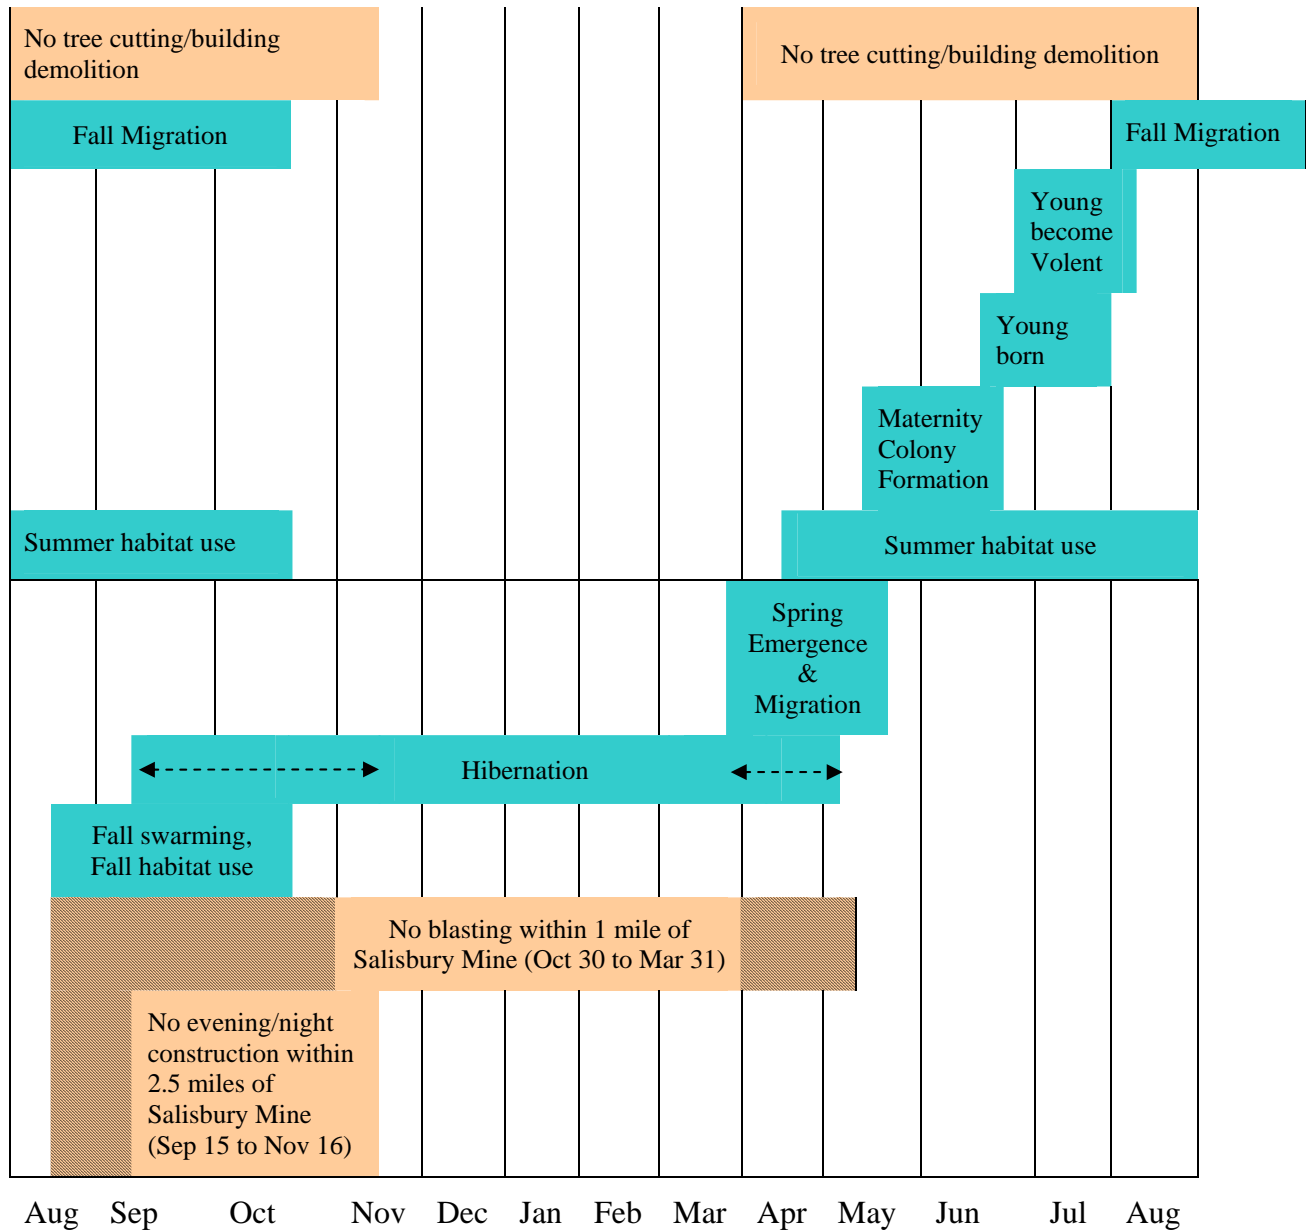 No tree cutting/building
demolition
No tree cutting/building demolition
Fall Migration
Fall Migration
Young
become
Volent
Young
born
Maternity
Colony
Formation
Summer habitat use
Summer habitat use
Spring
Emergence
&
Migration
Hibernation
Fall swarming,
Fall habitat use
No blasting within 1 mile of
Salisbury Mine (Oct 30 to Mar 31)
No evening/night
construction within
2.5 miles of
Salisbury Mine
(Sep 15 to Nov 16)
Aug Sep Oct Nov Dec Jan Feb Mar Apr May Jun Jul Aug